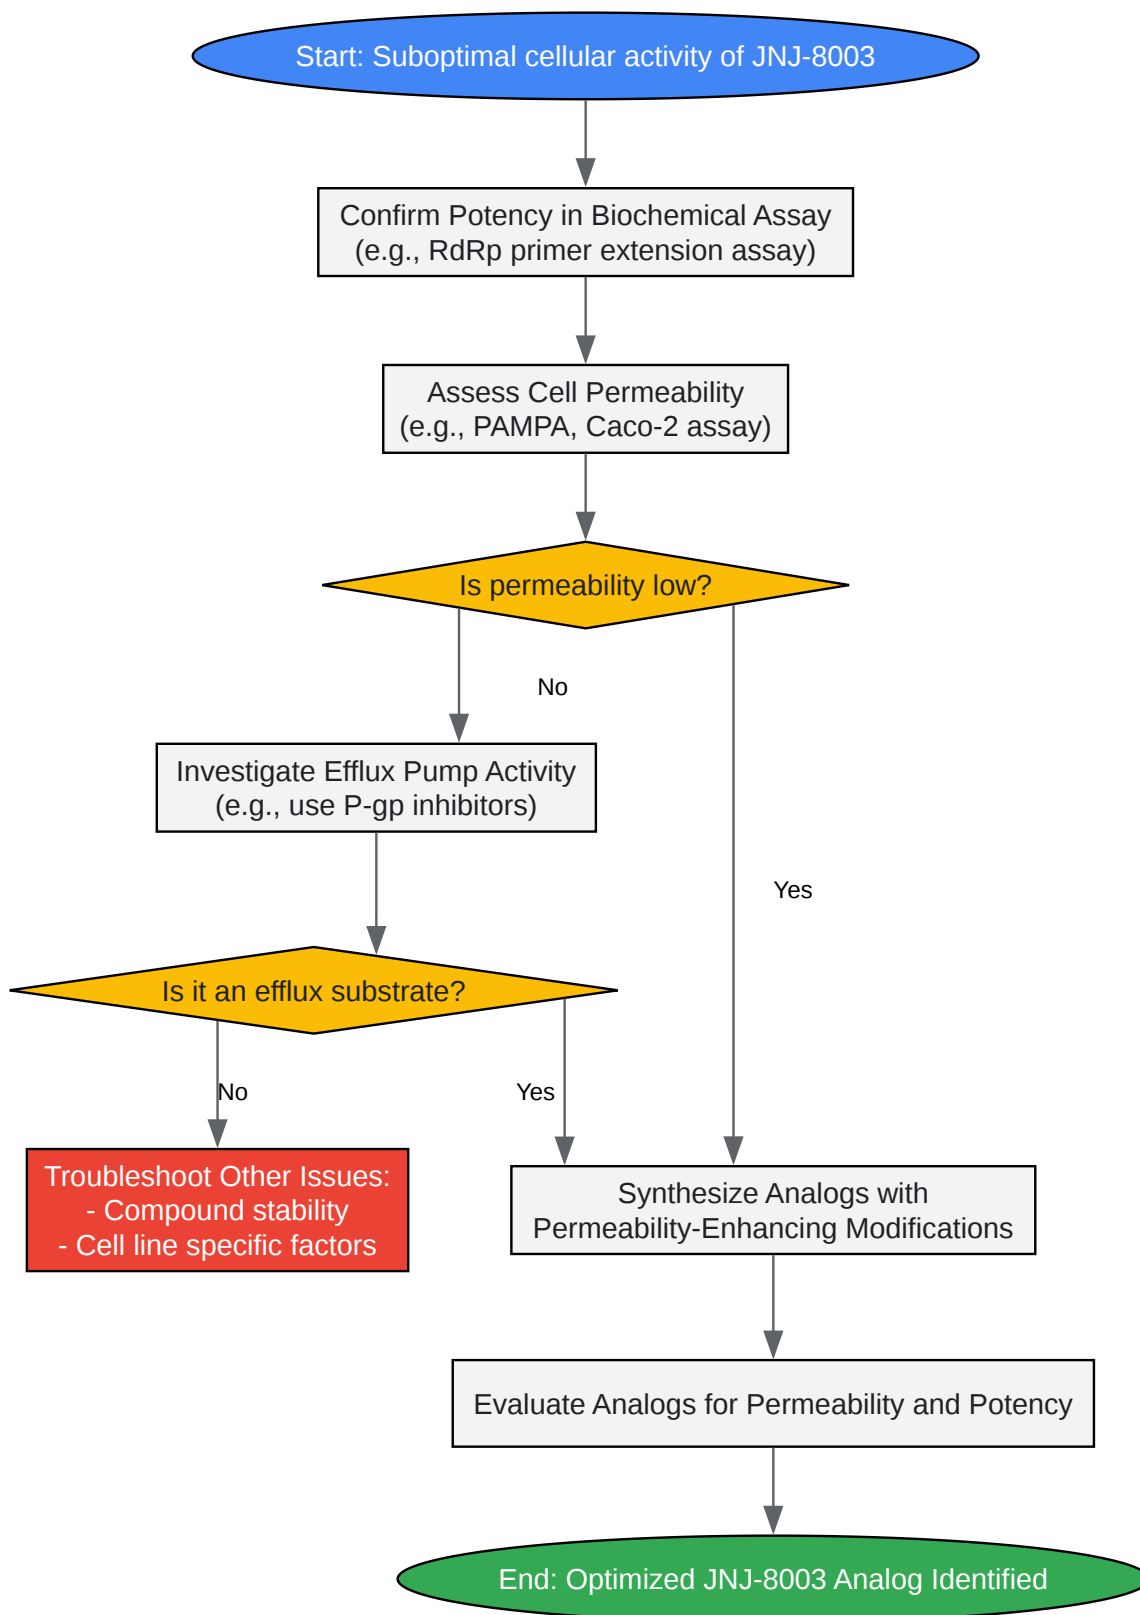 Start: Suboptimal cellular activity of JNJ-8003
Confirm Potency in Biochemical Assay
(e.g., RdRp primer extension assay)
Assess Cell Permeability
(e.g., PAMPA, Caco-2 assay)
Is permeability low?
No
Investigate Efflux Pump Activity
(e.g., use P-gp inhibitors)
Yes
Is it an efflux substrate?
No
Yes
Troubleshoot Other Issues:
- Compound stability
- Cell line specific factors
Synthesize Analogs with
Permeability-Enhancing Modifications
Evaluate Analogs for Permeability and Potency
End: Optimized JNJ-8003 Analog Identified